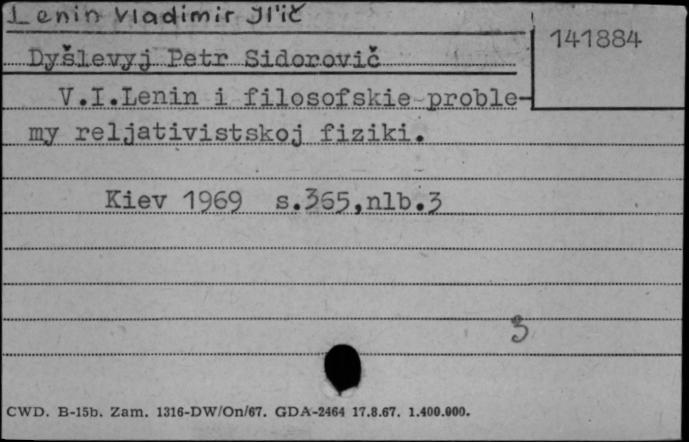 Lenin Vladimir Il'ič
141884
Dyšlevyj Petr Sidorovič
V.I.Lenin i filosofskie proble-
my reljativistskoj fiziki.
Kiev 1969 s.365,nlb.3
3
CWD. B-15b. Zam. 1316-DW/On/67. GDA-2464 17.8.67. 1.400.000.